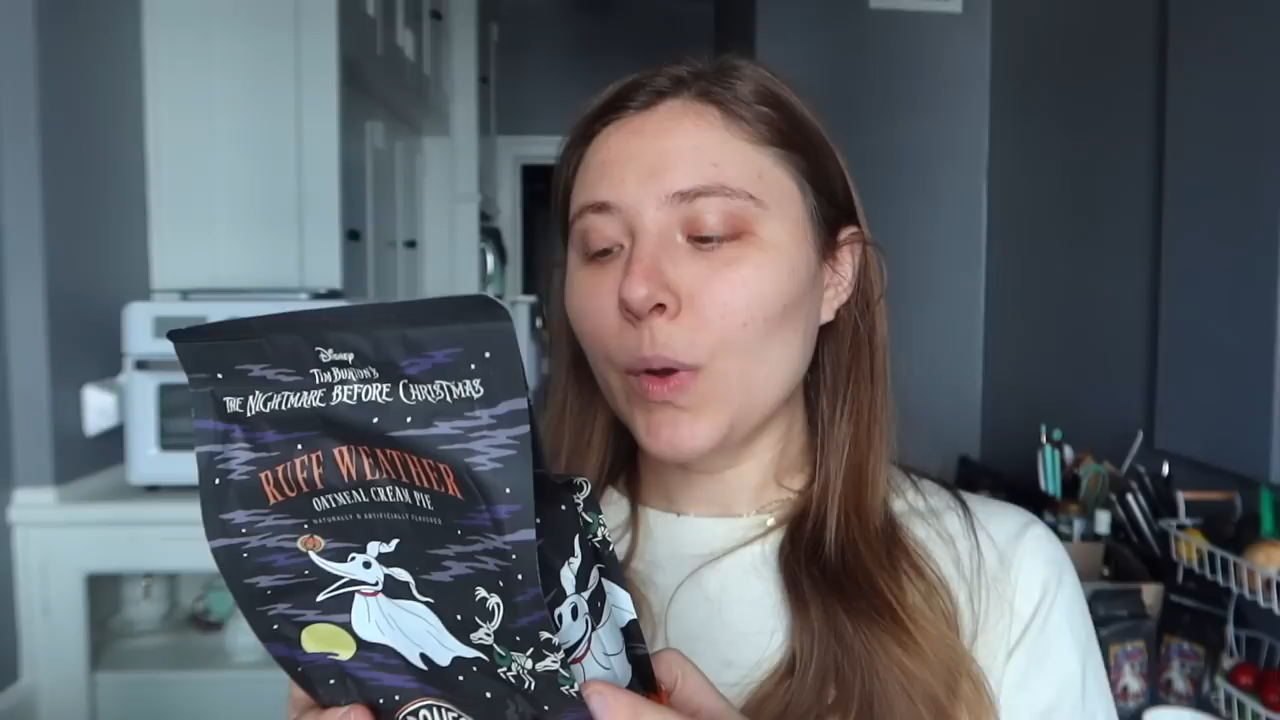 Disney
TIM BURTON'S
THE NIGHTMARE BEFORE CHRISTMAS
RUFF WEATHER
OATMEAL CREAM PIE
NATURALLY & ARTIFICIALLY FLAVORED